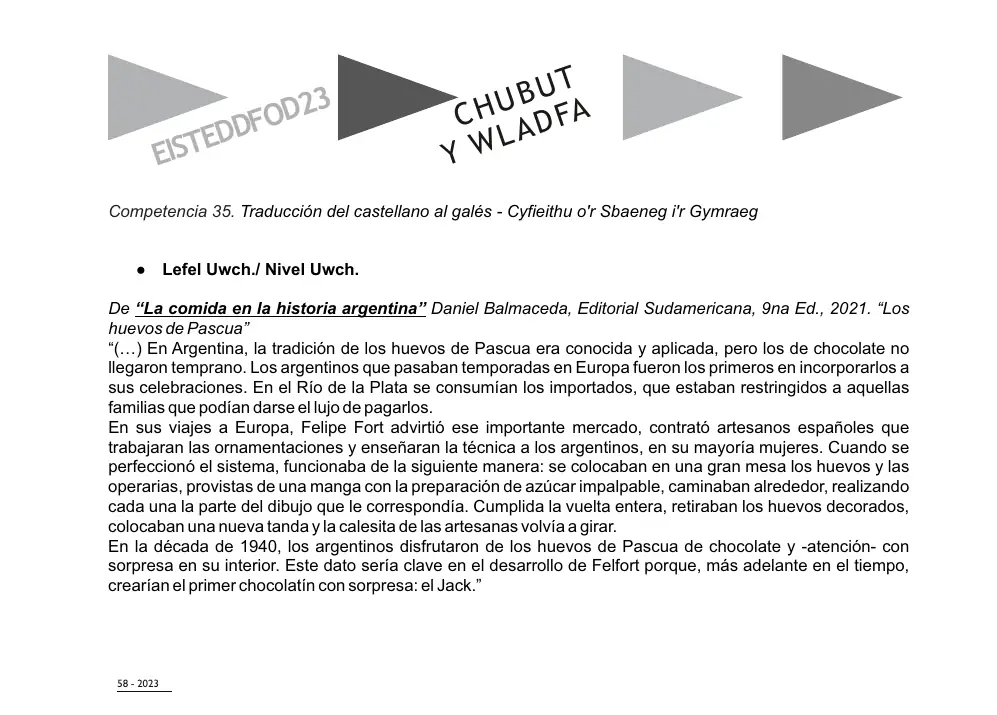 EISTEDDFOD23
CHUBUT
Y WLADFA
Competencia 35. Traducción del castellano al galés - Cyfieithu o'r Sbaeneg i'r Gymraeg
● Lefel Uwch./ Nivel Uwch.
De “La comida en la historia argentina” Daniel Balmaceda, Editorial Sudamericana, 9na Ed., 2021. “Los
huevos de Pascua”
“(…) En Argentina, la tradición de los huevos de Pascua era conocida y aplicada, pero los de chocolate no
llegaron temprano. Los argentinos que pasaban temporadas en Europa fueron los primeros en incorporarlos a
sus celebraciones. En el Río de la Plata se consumían los importados, que estaban restringidos a aquellas
familias que podían darse el lujo de pagarlos.
En sus viajes a Europa, Felipe Fort advirtió ese importante mercado, contrató artesanos españoles que
trabajaran las ornamentaciones y enseñaran la técnica a los argentinos, en su mayoría mujeres. Cuando se
perfeccionó el sistema, funcionaba de la siguiente manera: se colocaban en una gran mesa los huevos y las
operarias, provistas de una manga con la preparación de azúcar impalpable, caminaban alrededor, realizando
cada una la parte del dibujo que le correspondía. Cumplida la vuelta entera, retiraban los huevos decorados,
colocaban una nueva tanda y la calesita de las artesanas volvía a girar.
En la década de 1940, los argentinos disfrutaron de los huevos de Pascua de chocolate y -atención- con
sorpresa en su interior. Este dato sería clave en el desarrollo de Felfort porque, más adelante en el tiempo,
crearían el primer chocolatín con sorpresa: el Jack.”
58 - 2023